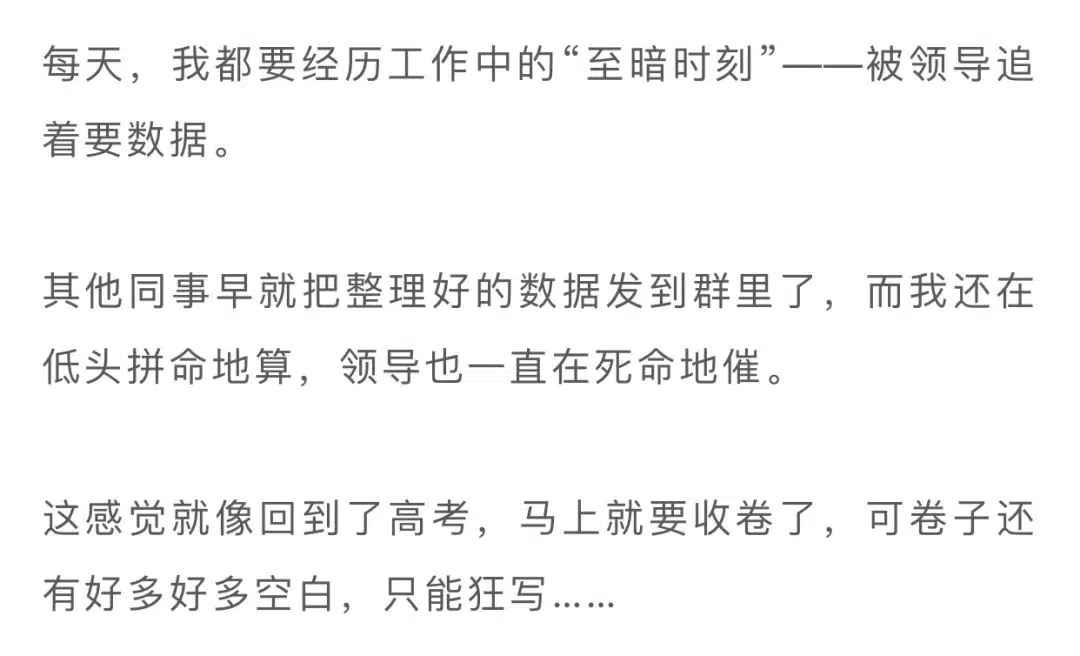 每天，我都要经历工作中的“至暗时刻”——被领导追
着要数据。
其他同事早就把整理好的数据发到群里了，而我还在
低头拼命地算，领导也一直在死命地催。
这感觉就像回到了高考，马上就要收卷了，可卷子还
有好多好多空白，只能狂写……